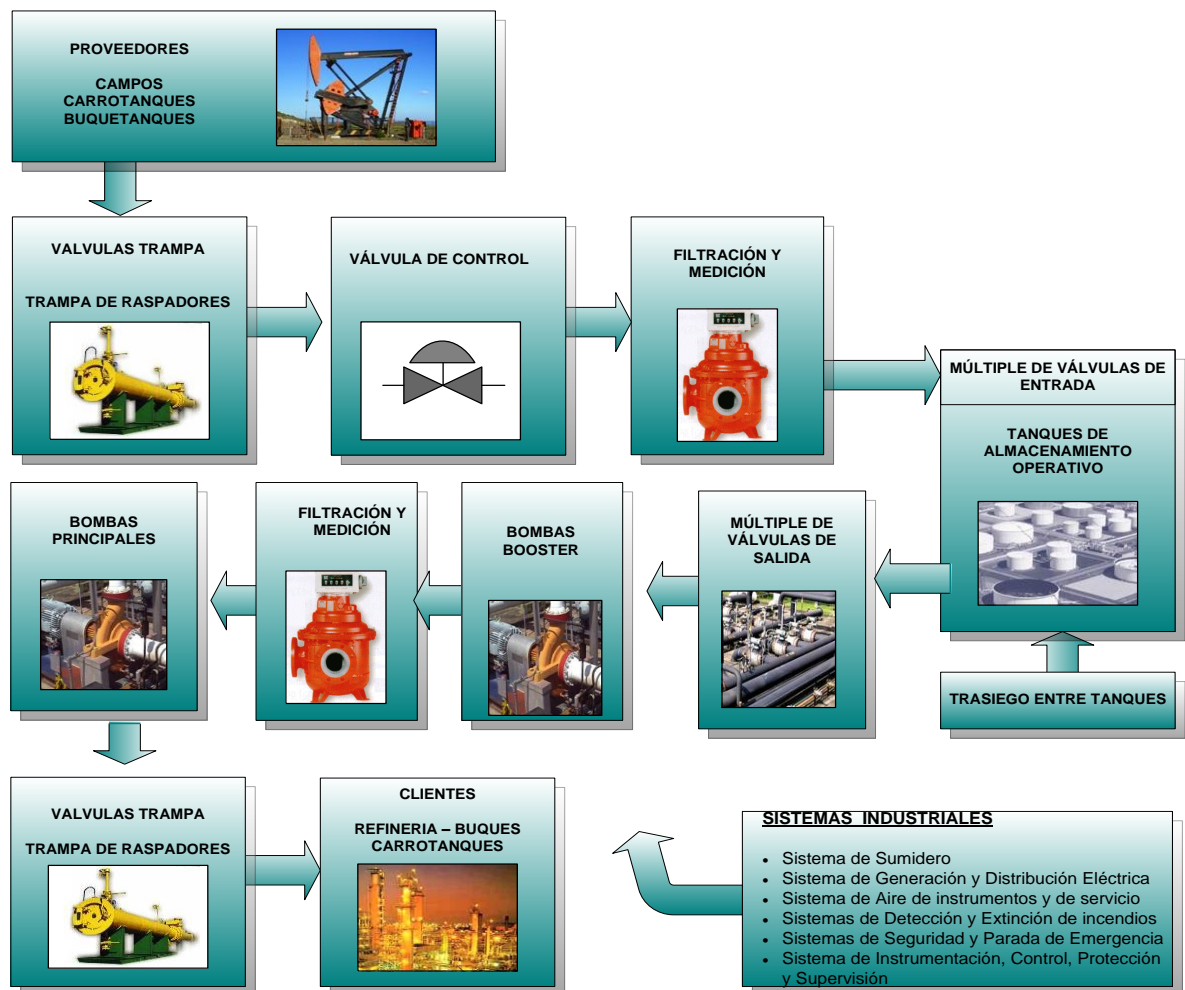 PROVEEDORES
CAMPOS
CARROTANQUES
BUQUETANQUES
VALVULAS TRAMPA
TRAMPA DE RASPADORES
VÁLVULA DE CONTROL
FILTRACIÓN Y
MEDICIÓN
MÚLTIPLE DE VÁLVULAS DE
ENTRADA
TANQUES DE
ALMACENAMIENTO
OPERATIVO
TRASIEGO ENTRE TANQUES
MÚLTIPLE DE
VÁLVULAS DE
SALIDA
BOMBAS
BOOSTER
FILTRACIÓN Y
MEDICIÓN
BOMBAS
PRINCIPALES
VALVULAS TRAMPA
TRAMPA DE RASPADORES
CLIENTES
REFINERIA – BUQUES
CARROTANQUES
SISTEMAS INDUSTRIALES
• Sistema de Sumidero
• Sistema de Generación y Distribución Eléctrica
• Sistema de Aire de instrumentos y de servicio
• Sistemas de Detección y Extinción de incendios
• Sistemas de Seguridad y Parada de Emergencia
• Sistema de Instrumentación, Control, Protección
y Supervisión